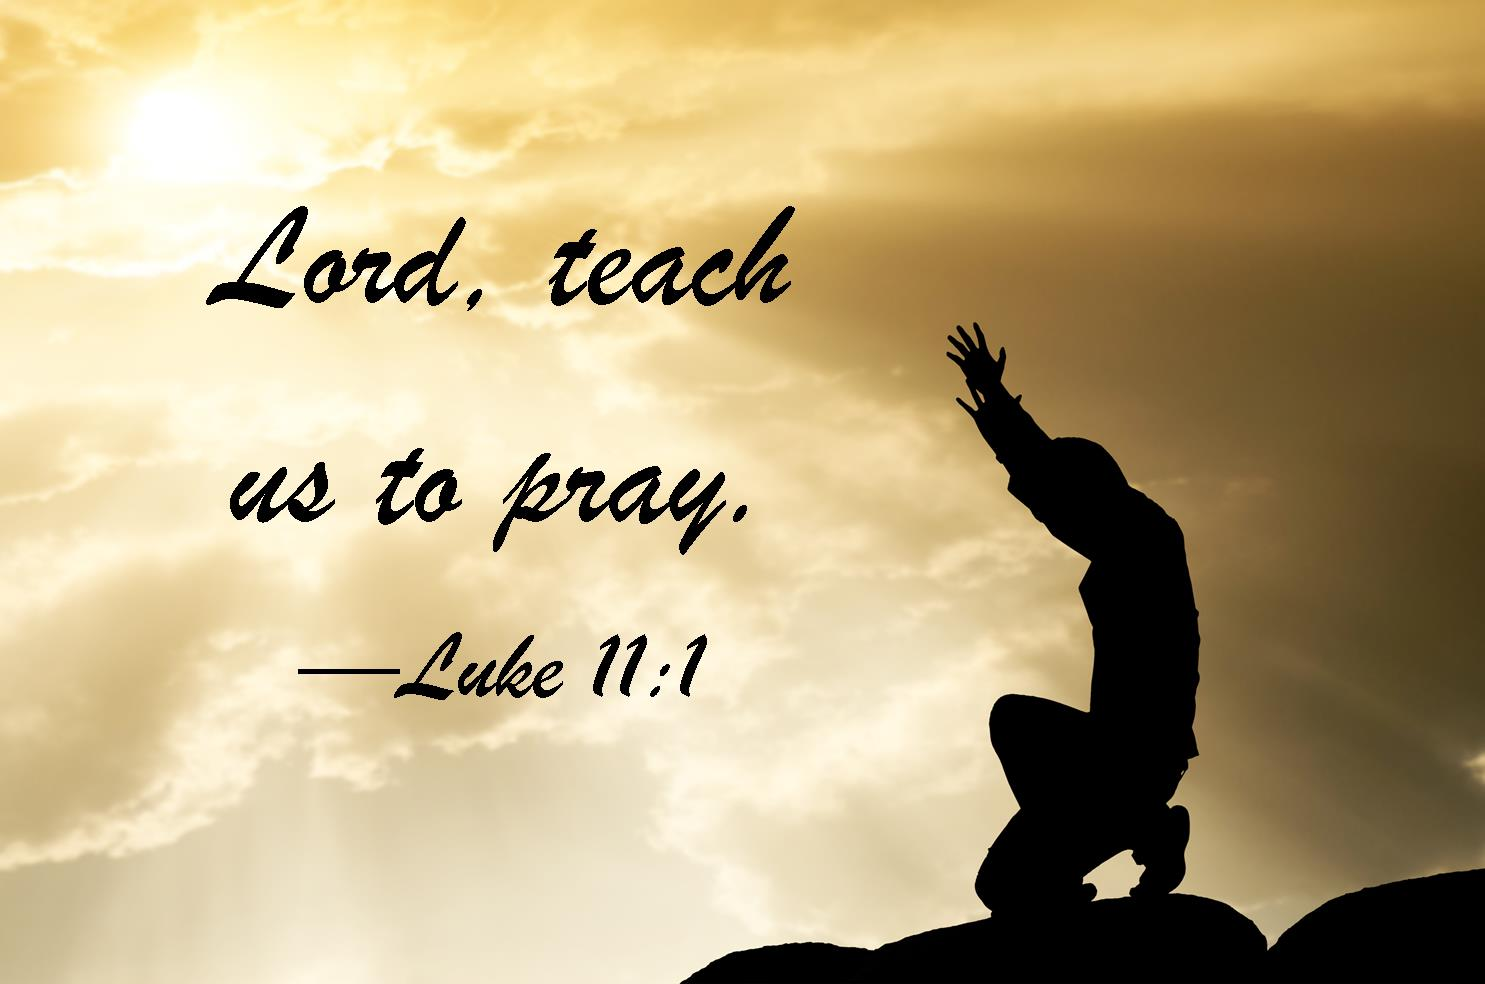 Lord, teach
us to pray.
—Luke 11:1